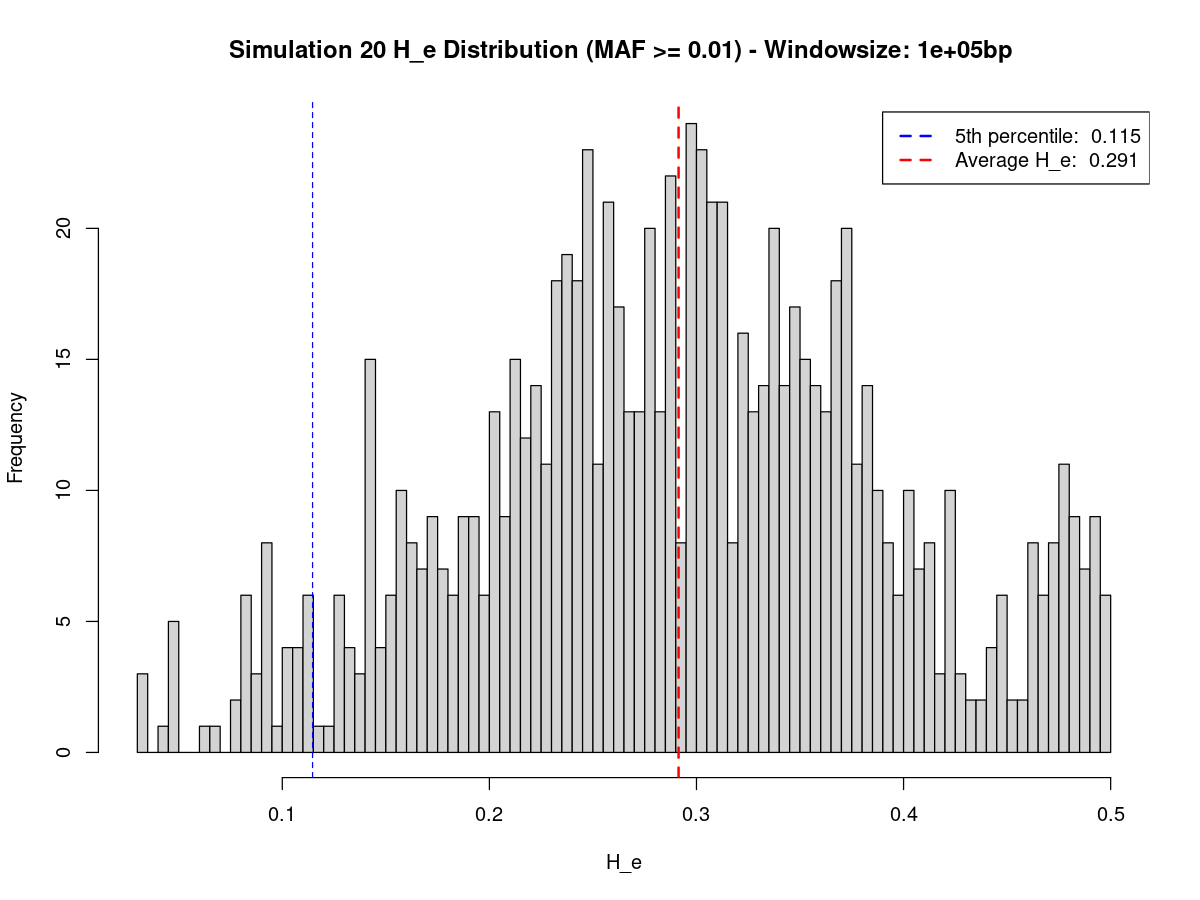 Simulation 20 H_e Distribution (MAF >= 0.01) - Windowsize: 1e+05bp
5th percentile: 0.115
Average H_e: 0.291
Frequency
20
15
10
5
0
0.1 0.2 0.3 0.4 0.5
H_e